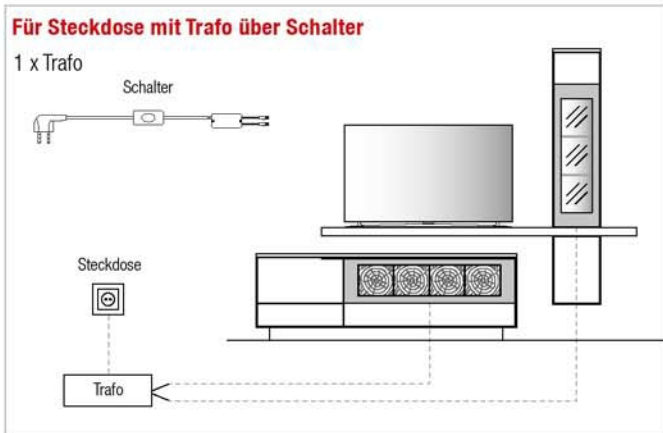 Für Steckdose mit Trafo über Schalter
1 x Trafo
Schalter
Steckdose
Trafo